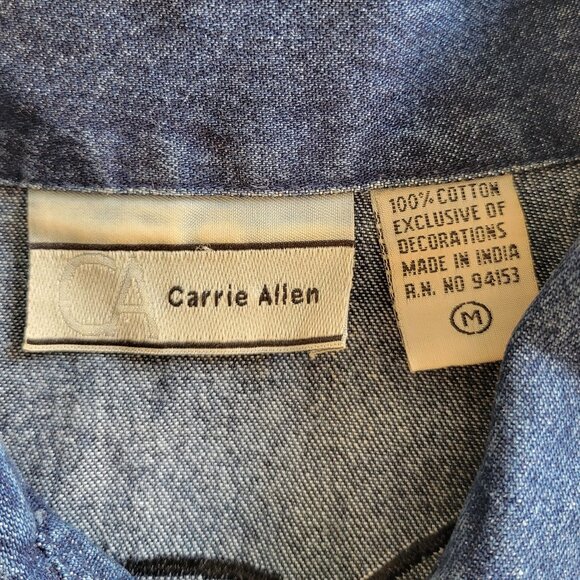 CA Carrie Allen
100% COTTON
EXCLUSIVE OF
DECORATIONS
MADE IN INDIA
R.N. NO 94153
M